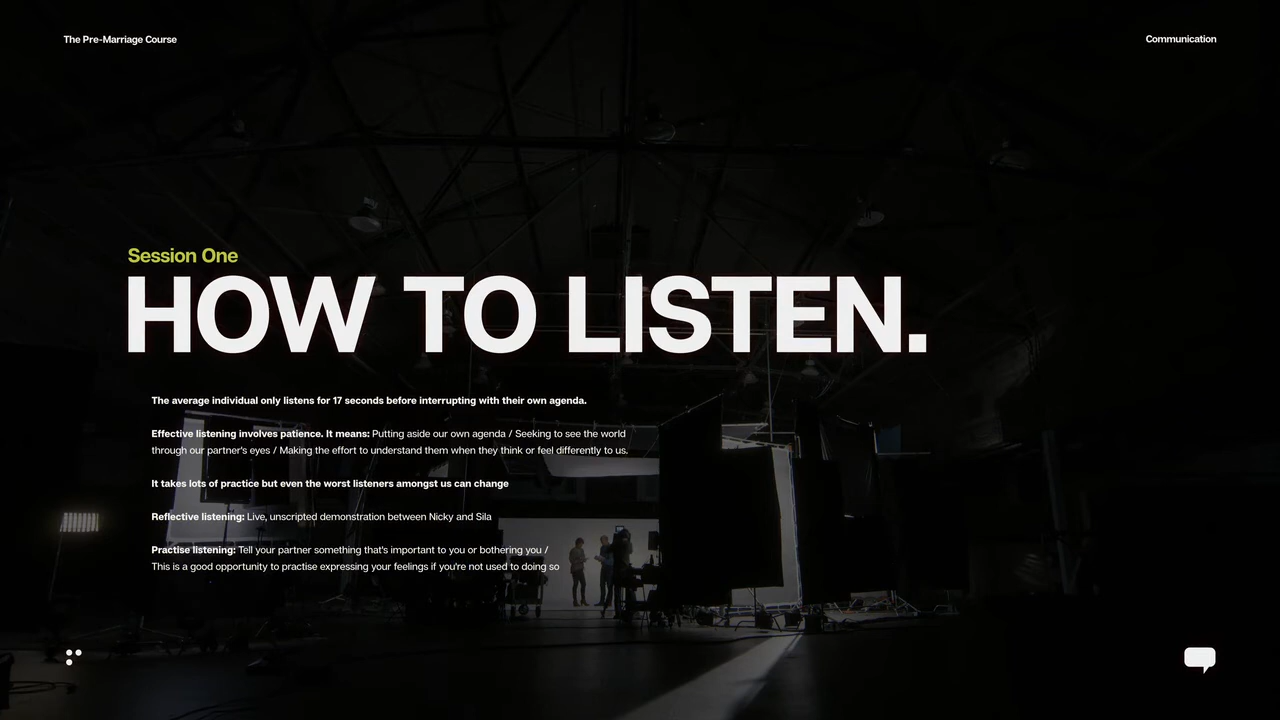 The Pre-Marriage Course
Communication
Session One
HOW TO LISTEN.
The average individual only listens for 17 seconds before interrupting with their own agenda.
Effective listening involves patience. It means: Putting aside our own agenda / Seeking to see the world
through our partner's eyes / Making the effort to understand them when they think or feel differently to us.
It takes lots of practice but even the worst listeners amongst us can change
Reflective listening: Live, unscripted demonstration between Nicky and Sila
Practise listening: Tell your partner something that's important to you or bothering you /
This is a good opportunity to practise expressing your feelings if you're not used to doing so